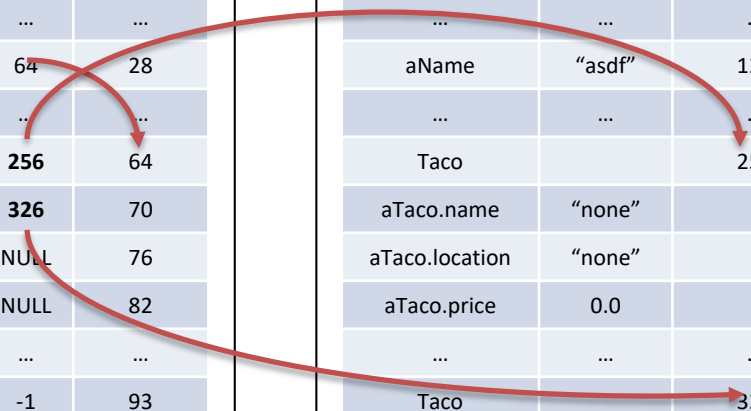 ... ... ... ...
64 28 aName “asdf”
... ... ... ...
256 64 Taco
326 70 aTaco.name “none”
NULL 76 aTaco.location “none”
NULL 82 aTaco.price 0.0
... ... ... ...
-1 93 Taco